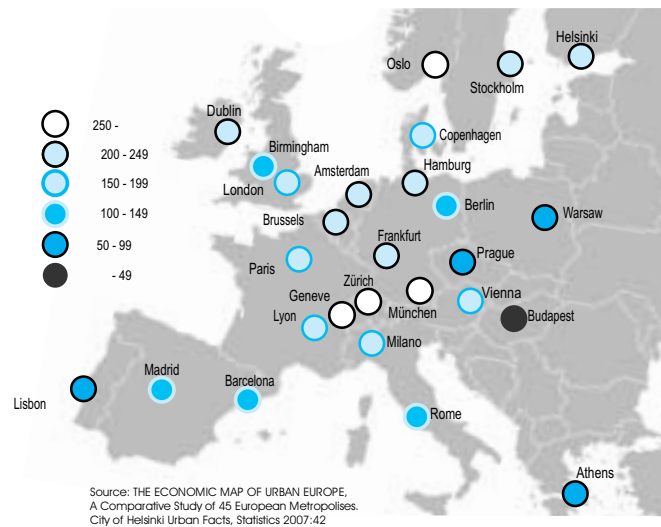 Helsinki
Oslo
Stockholm
250 -
200 - 249
150 - 199
100 - 149
50 - 99
- 49
Dublin
Birmingham
London
Copenhagen
Amsterdam
Hamburg
Berlin
Warsaw
Brussels
Frankfurt
Prague
Paris
Zürich
Geneve
München
Vienna
Lyon
Budapest
Milano
Madrid
Barcelona
Lisbon
Rome
Athens
Source: THE ECONOMIC MAP OF URBAN EUROPE,
A Comparative Study of 45 European Metropolises.
City of Helsinki Urban Facts, Statistics 2007:42